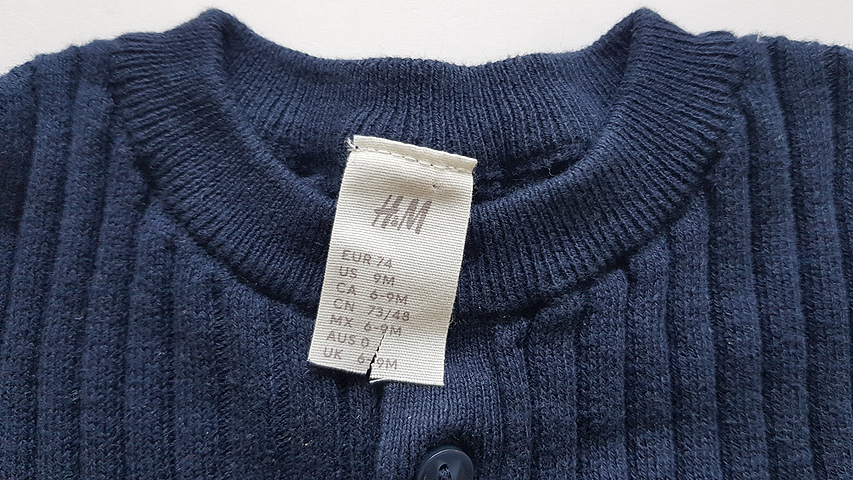 H&M
EUR 74
US 9M
CA 6-9M
CN 73/48
MX 6-9M
AUS 0
UK 6-9M